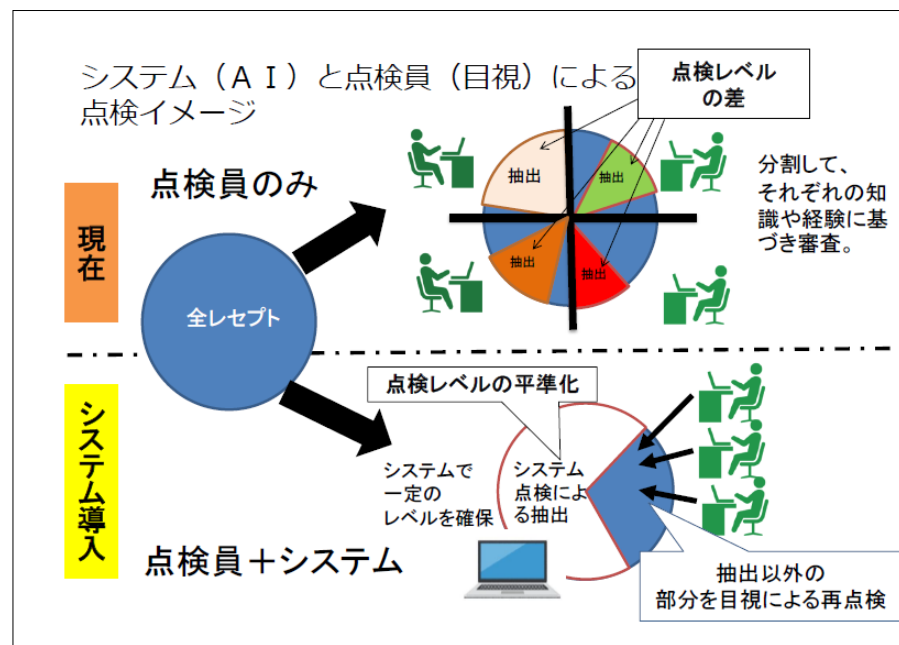 システム（ＡＩ）と点検員（目視）による
点検イメージ
点検レベル
の差
現在
点検員のみ
全レセプト
抽出
抽出
抽出
抽出
分割して、
それぞれの知
識や経験に基
づき審査。
システム導入
点検レベルの平準化
システムで
一定の
レベルを確保
システム
点検によ
る抽出
点検員＋システム
抽出以外の
部分を目視による再点検